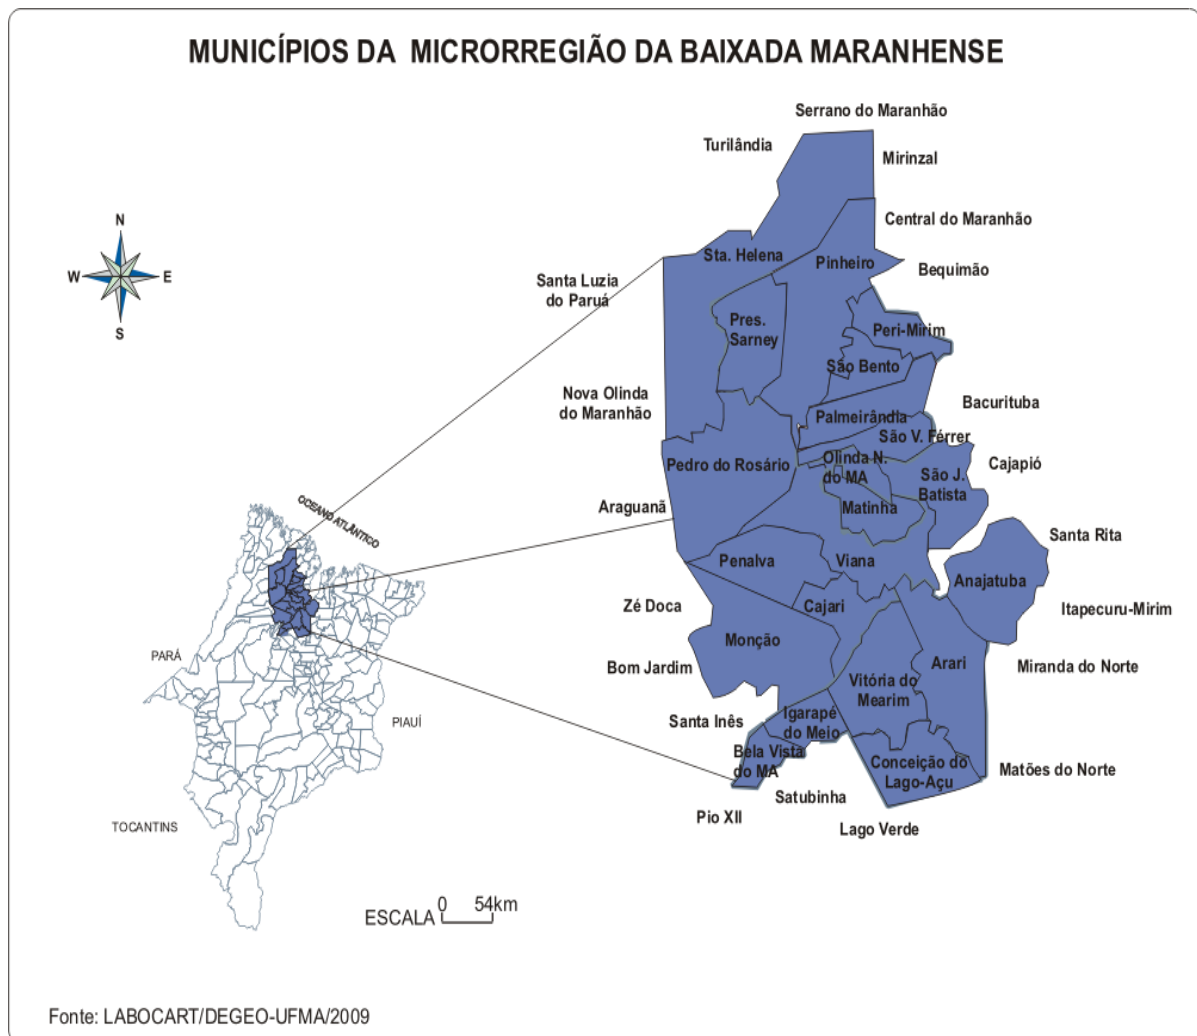 MUNICÍPIOS DA MICRORREGIÃO DA BAIXADA MARANHENSE
Serrano do Maranhão
Turilândia
Mirinzal
N
W
E
S
Central do Maranhão
Sta. Helena
Pinheiro
Bequimão
Santa Luzia
do Paruá
Pres.
Sarney
Peri-Mirim
São Bento
Nova Olinda
do Maranhão
Bacurituba
Palmeirândia
São V. Férrer
Pedro do Rosário
Olinda N.
do MA
São J.
Batista
Cajapió
Araguanã
Matinha
OCEANO ATLÂNTICO
Santa Rita
Penalva
Viana
Anajatuba
Zé Doca
Cajari
Itapecuru-Mirim
Monção
PARÁ
Bom Jardim
Arari
Miranda do Norte
Vitória do
Mearim
PIAUÍ
Santa Inês
Igarapé
do Meio
Bela Vista
do MA
Conceição do
Lago-Açu
Matões do Norte
Satubinha
Pio XII
Lago Verde
TOCANTINS
ESCALA 0 54km
Fonte: LABOCART/DEGEO-UFMA/2009